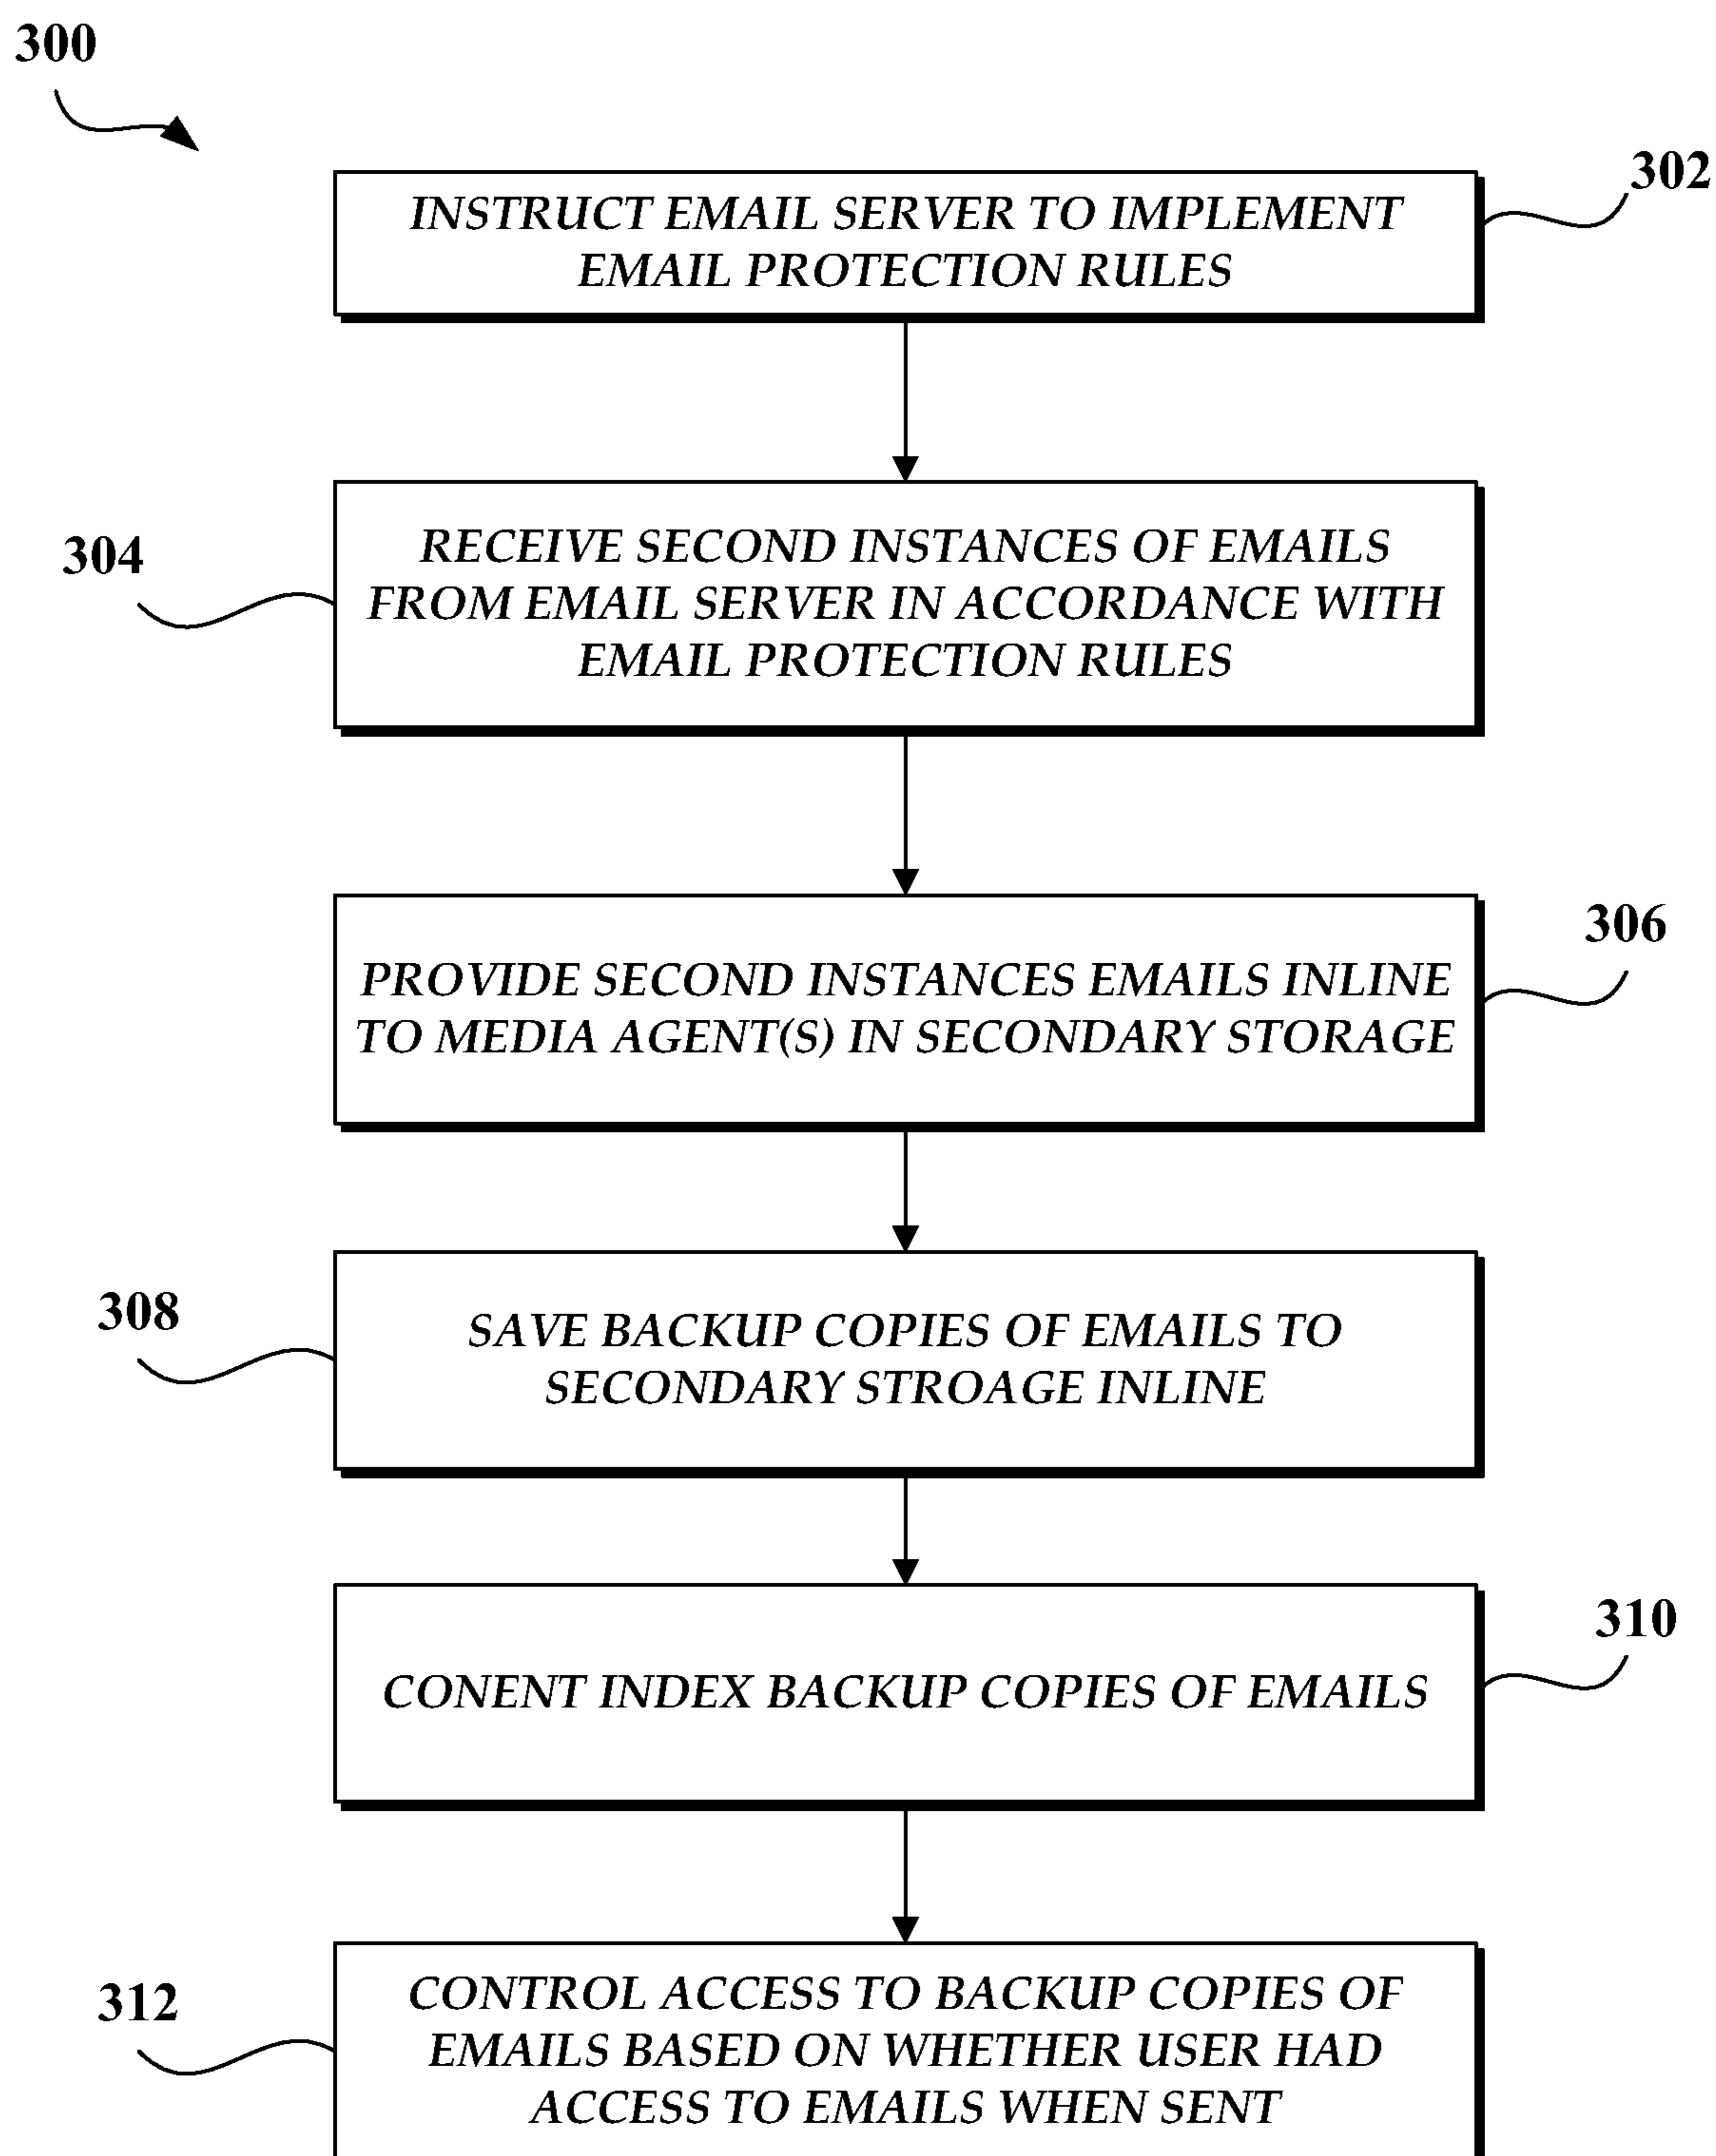 300
302
INSTRUCT EMAIL SERVER TO IMPLEMENT
EMAIL PROTECTION RULES
304
RECEIVE SECOND INSTANCES OF EMAILS
FROM EMAIL SERVER IN ACCORDANCE WITH
EMAIL PROTECTION RULES
306
PROVIDE SECOND INSTANCES EMAILS INLINE
TO MEDIA AGENT(S) IN SECONDARY STORAGE
308
SAVE BACKUP COPIES OF EMAILS TO
SECONDARY STROAGE INLINE
310
CONENT INDEX BACKUP COPIES OF EMAILS
312
CONTROL ACCESS TO BACKUP COPIES OF
EMAILS BASED ON WHETHER USER HAD
ACCESS TO EMAILS WHEN SENT